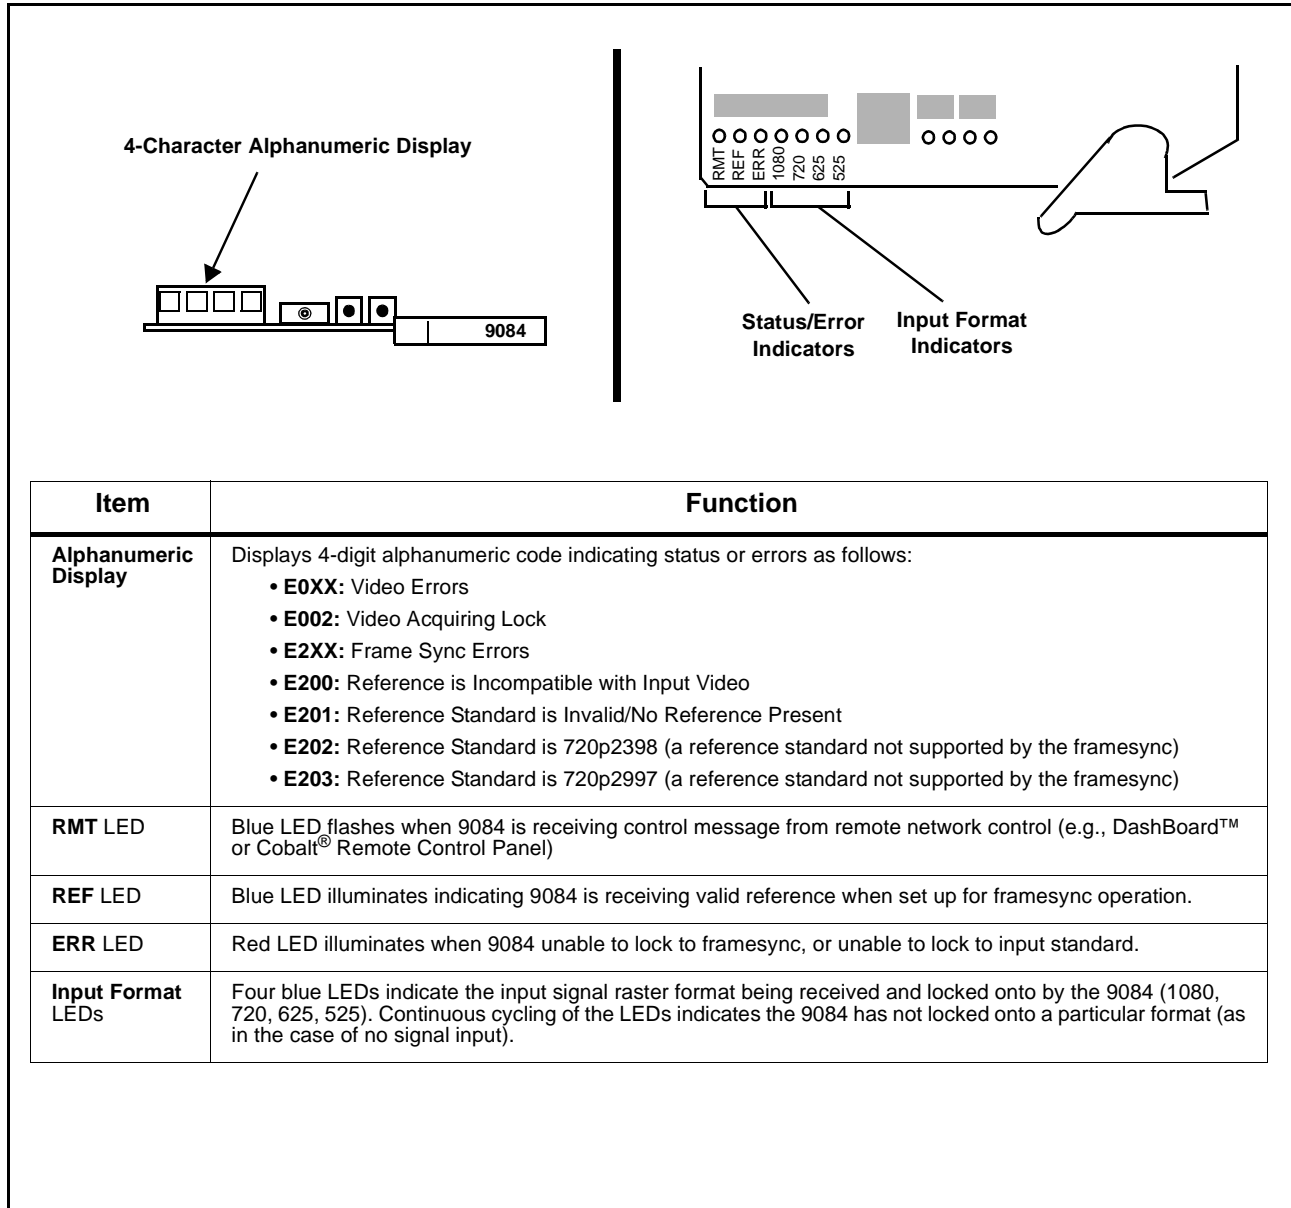 4-Character Alphanumeric Display
9084
RMT
REF
ERR
1080
720
625
525
Status/Error
Indicators
Input Format
Indicators
Item
Function
Alphanumeric
Display
Displays 4-digit alphanumeric code indicating status or errors as follows:
• E0XX: Video Errors
• E002: Video Acquiring Lock
• E2XX: Frame Sync Errors
• E200: Reference is Incompatible with Input Video
• E201: Reference Standard is Invalid/No Reference Present
• E202: Reference Standard is 720p2398 (a reference standard not supported by the framesync)
• E203: Reference Standard is 720p2997 (a reference standard not supported by the framesync)
RMT LED
Blue LED flashes when 9084 is receiving control message from remote network control (e.g., DashBoard™
or Cobalt® Remote Control Panel)
REF LED
Blue LED illuminates indicating 9084 is receiving valid reference when set up for framesync operation.
ERR LED
Red LED illuminates when 9084 unable to lock to framesync, or unable to lock to input standard.
Input Format
LEDs
Four blue LEDs indicate the input signal raster format being received and locked onto by the 9084 (1080,
720, 625, 525). Continuous cycling of the LEDs indicates the 9084 has not locked onto a particular format (as
in the case of no signal input).